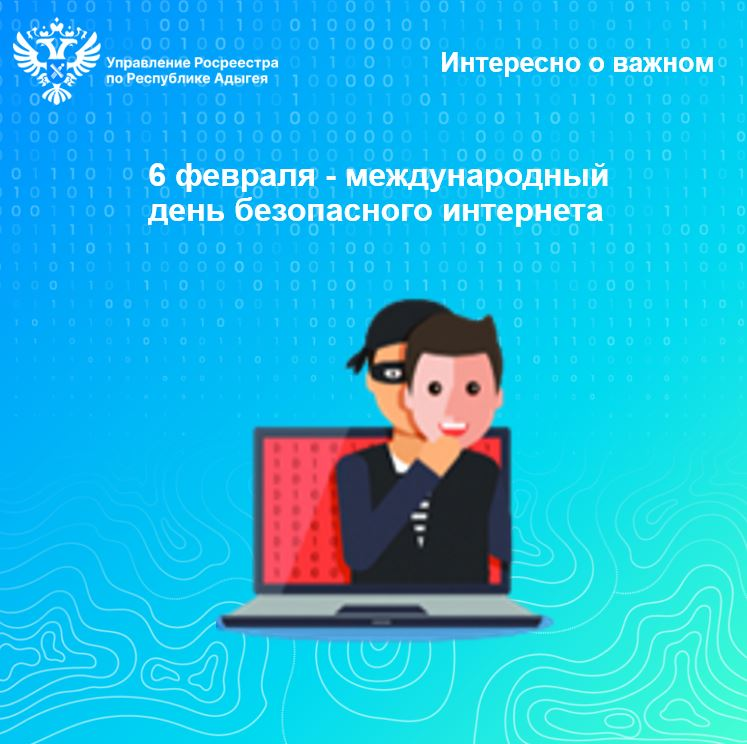 Управление Росреестра
по Республике Адыгея
Интересно о важном
6 февраля - международный
день безопасного интернета